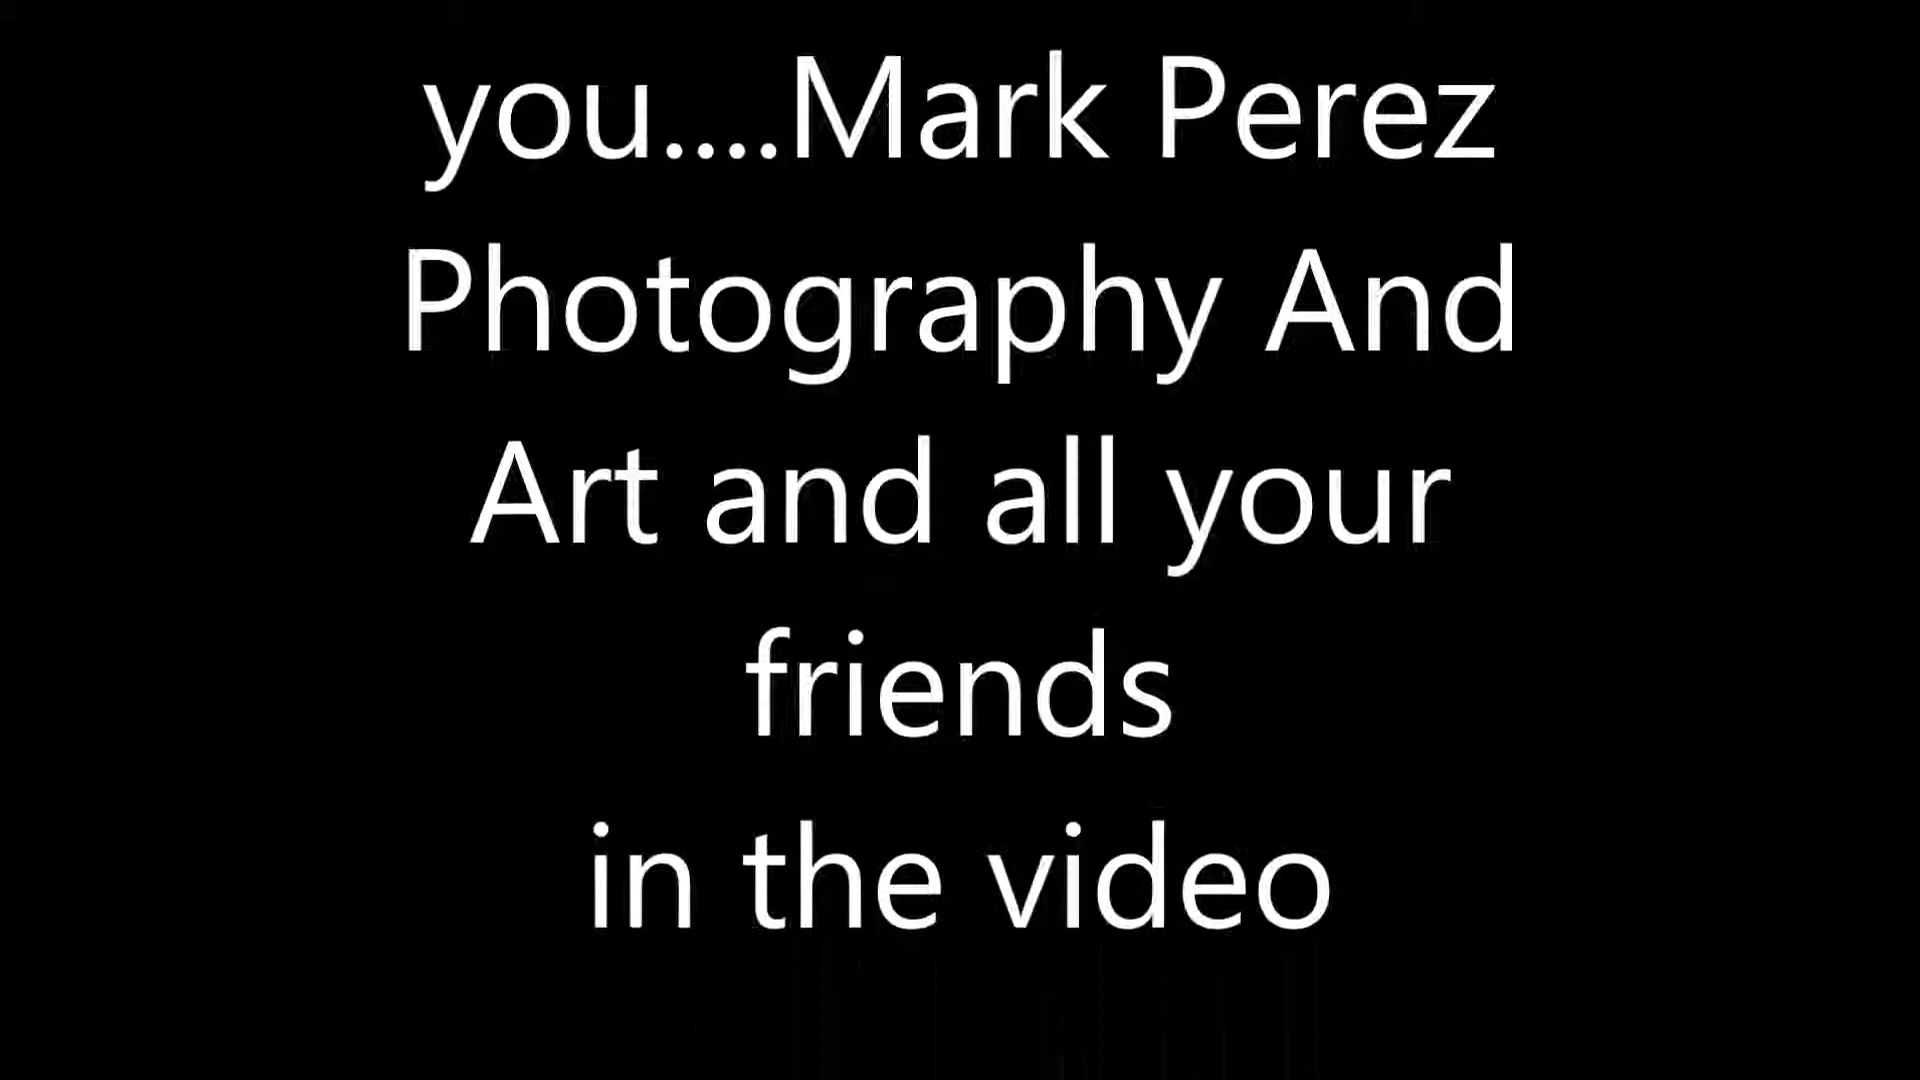 you....Mark Perez
Photography And
Art and all your
friends
in the video